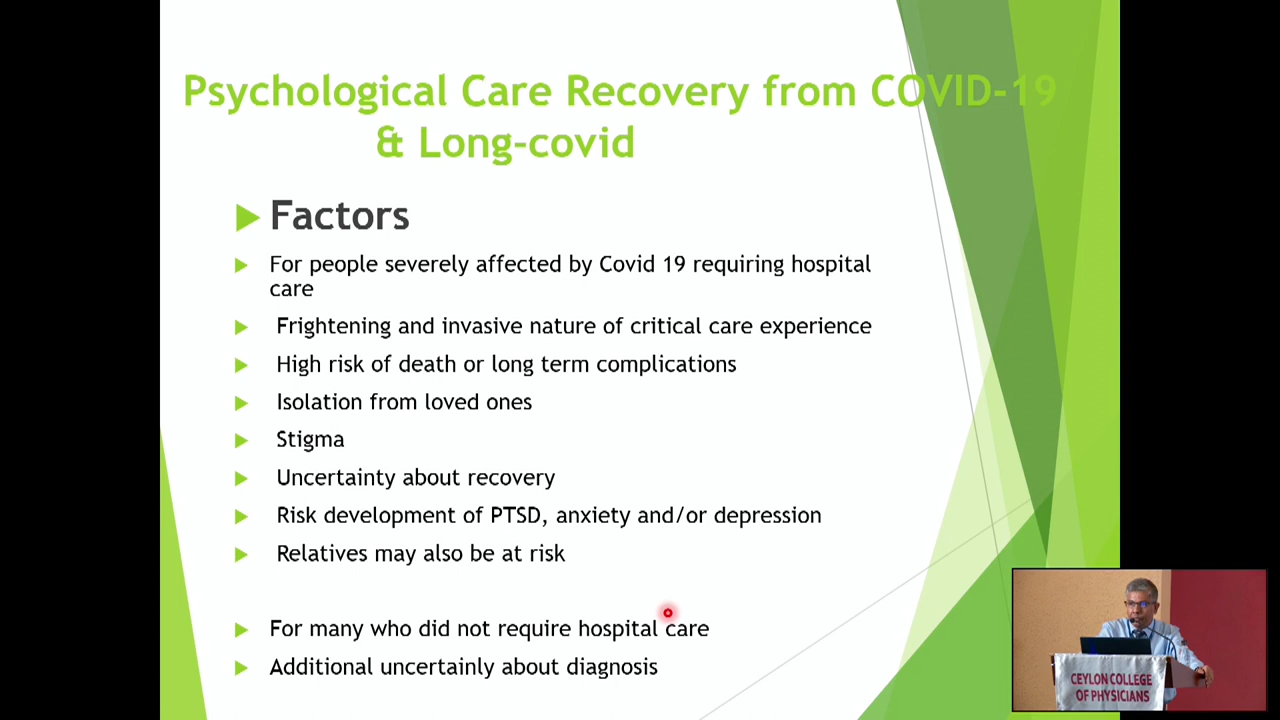 Psychological Care Recovery from COVID-19
& Long-covid
Factors
For people severely affected by Covid 19 requiring hospital
care
Frightening and invasive nature of critical care experience
High risk of death or long term complications
Isolation from loved ones
Stigma
Uncertainty about recovery
Risk development of PTSD, anxiety and/or depression
Relatives may also be at risk
For many who did not require hospital care
Additional uncertainly about diagnosis
CEYLON COLLEGE
OF PHYSICIANS